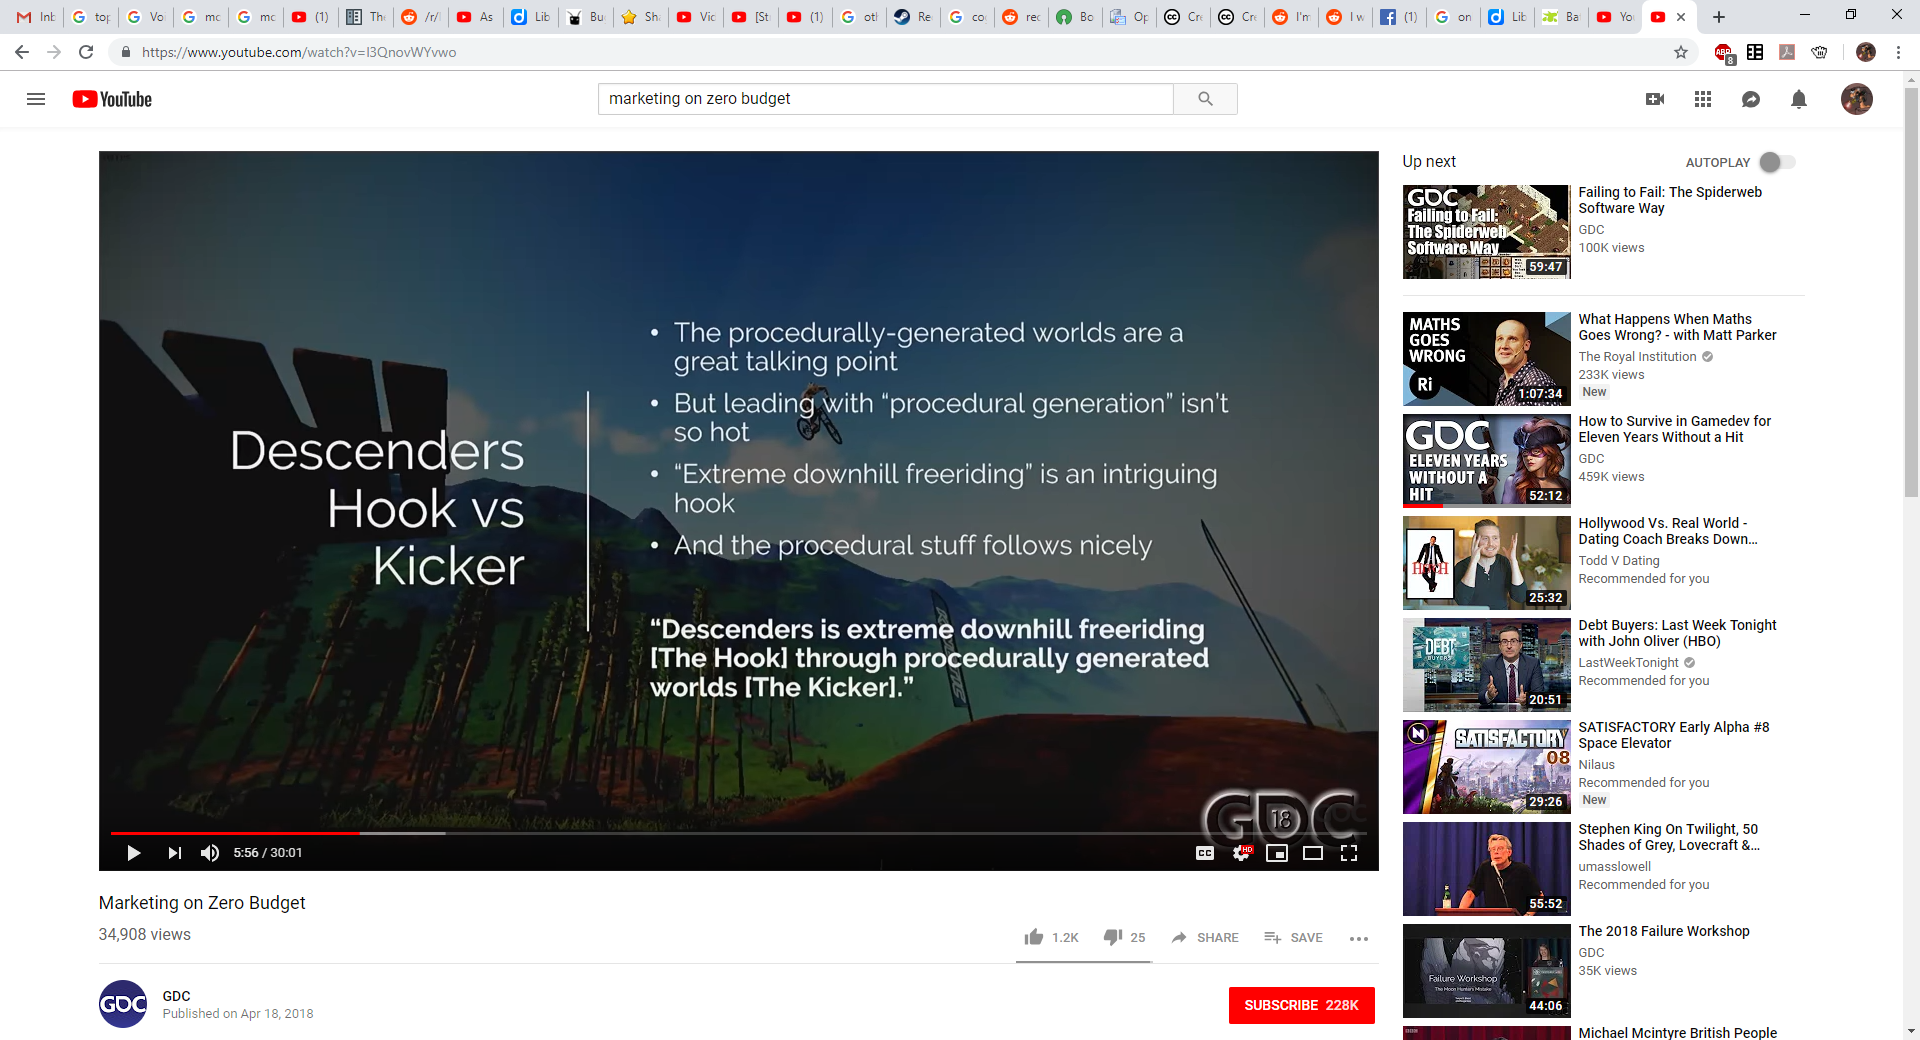 Inb
top
Vo
mc
mc
(1)
The
/r/
As
Lib
Bu
Sha
Vic
[St
(1)
oth
Re
co
rec
Bo
Op
Cre
Cre
I'm
I w
(1)
on
Lib
Ba
Yo
https://www.youtube.com/watch?v=I3QnovWYvwo
ABP
8
YouTube
marketing on zero budget
Descenders
Hook vs
Kicker
• The procedurally-generated worlds are a
great talking point
• But leading with “procedural generation” isn’t
so hot
• “Extreme downhill freeriding” is an intriguing
hook
• And the procedural stuff follows nicely
“Descenders is extreme downhill freeriding
[The Hook] through procedurally generated
worlds [The Kicker].”
GDC
18
5:56 / 30:01
CC
HD
Marketing on Zero Budget
34,908 views
1.2K
25
SHARE
SAVE
GDC
GDC
Published on Apr 18, 2018
SUBSCRIBE 228K
Up next
AUTOPLAY
GDC
Failing to Fail:
The Spiderweb
Software Way
59:47
Failing to Fail: The Spiderweb
Software Way
GDC
100K views
MATHS
GOES
WRONG
Ri
1:07:34
What Happens When Maths
Goes Wrong? - with Matt Parker
The Royal Institution
233K views
New
GDC
ELEVEN YEARS
WITHOUT A
HIT
52:12
How to Survive in Gamedev for
Eleven Years Without a Hit
GDC
459K views
HITCH
25:32
Hollywood Vs. Real World -
Dating Coach Breaks Down...
Todd V Dating
Recommended for you
DEBT
BUYERS
20:51
Debt Buyers: Last Week Tonight
with John Oliver (HBO)
LastWeekTonight
Recommended for you
N
SATISFACTORY
08
29:26
SATISFACTORY Early Alpha #8
Space Elevator
Nilaus
Recommended for you
New
55:52
Stephen King On Twilight, 50
Shades of Grey, Lovecraft &...
umasslowell
Recommended for you
Failure Workshop
The Moon Hunters Mistake
44:06
The 2018 Failure Workshop
GDC
35K views
Michael Mcintyre British People